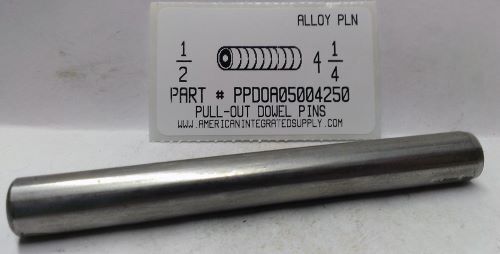 ALLOY PLN
1/2 4 1/4
PART # PPDOA05004250
PULL-OUT DOWEL PINS
WWW.AMERICANINTEGRATEDSUPPLY.COM